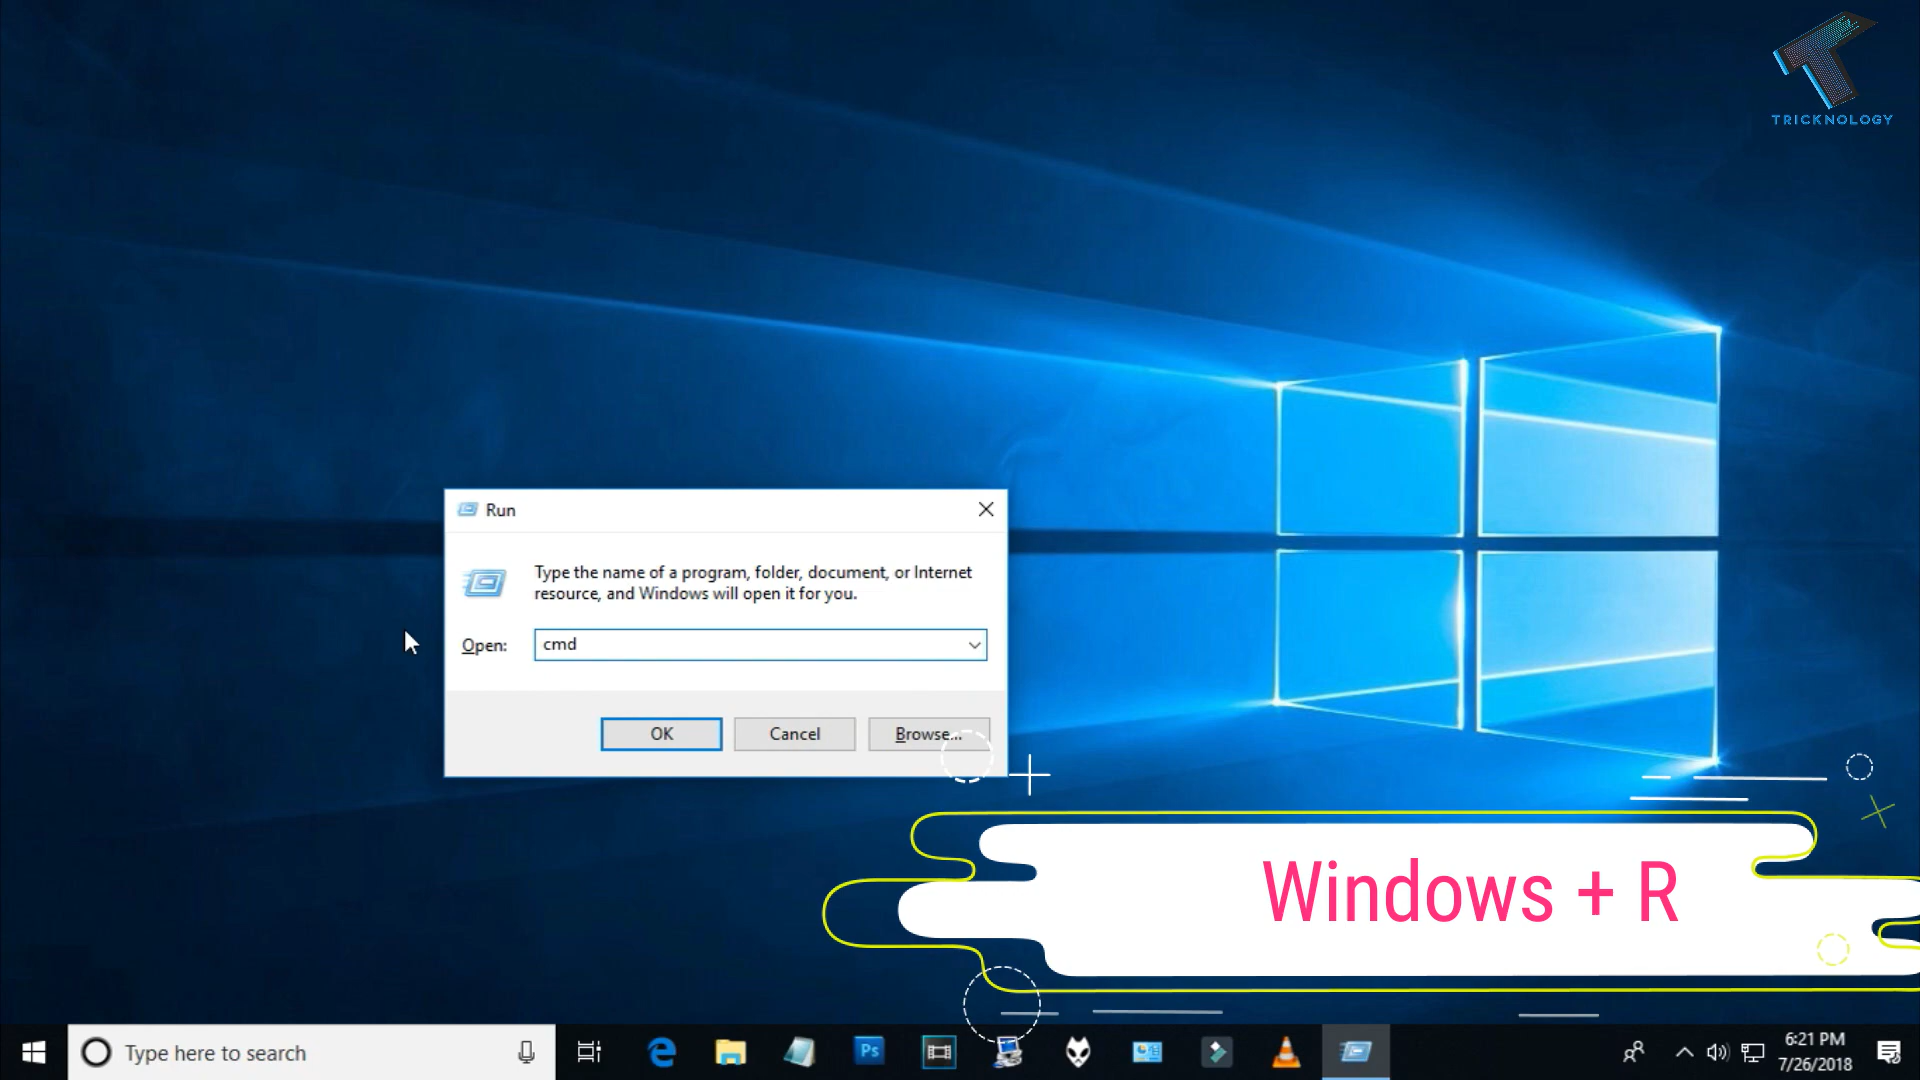 TRICKNOLOGY
Run
Type the name of a program, folder, document, or Internet
resource, and Windows will open it for you.
Open:
cmd
OK
Cancel
Browse...
Windows + R
Type here to search
Ps
6:21 PM
7/26/2018